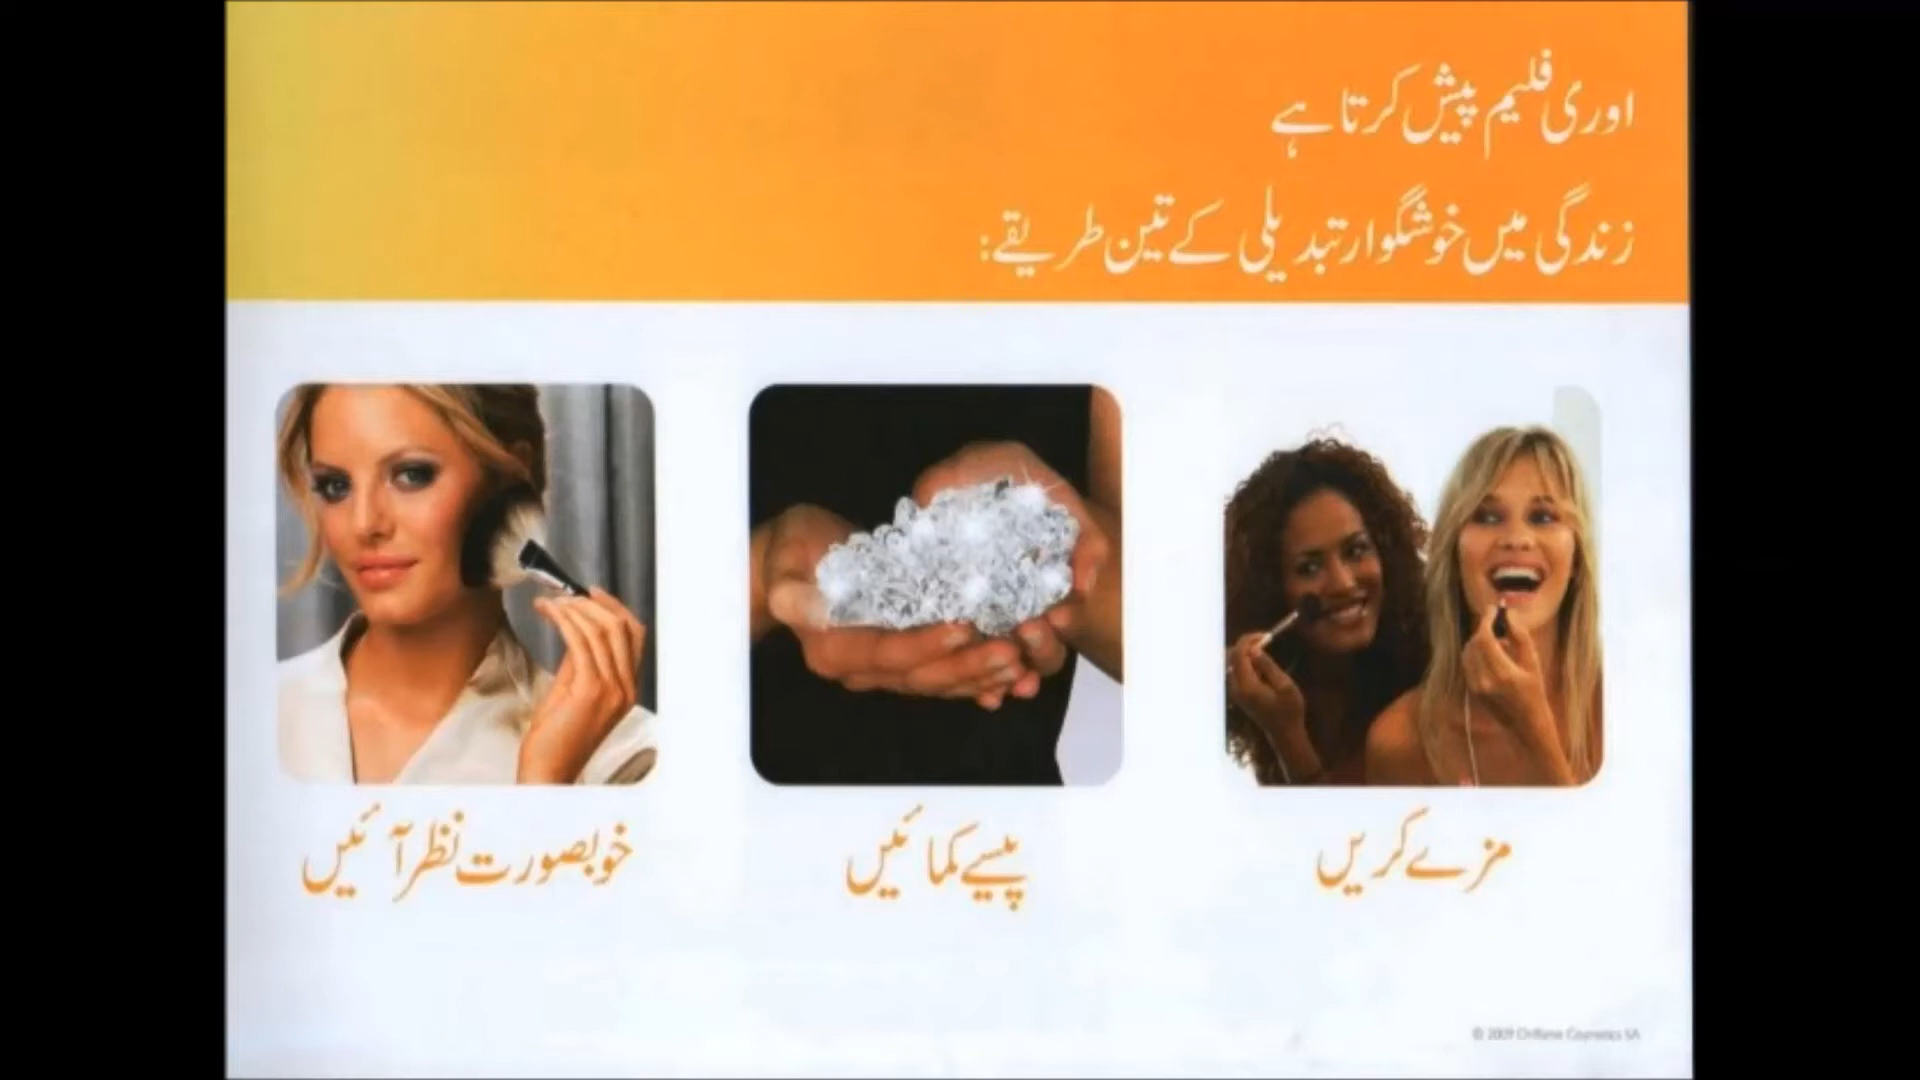 اوری فلیم پیش کرتا ہے
زندگی میں خوشگوار تبدیلی کے تین طریقے:
مزے کریں
پیسے کمائیں
خوبصورت نظر آئیں
© 2009 Oriflame Cosmetics SA